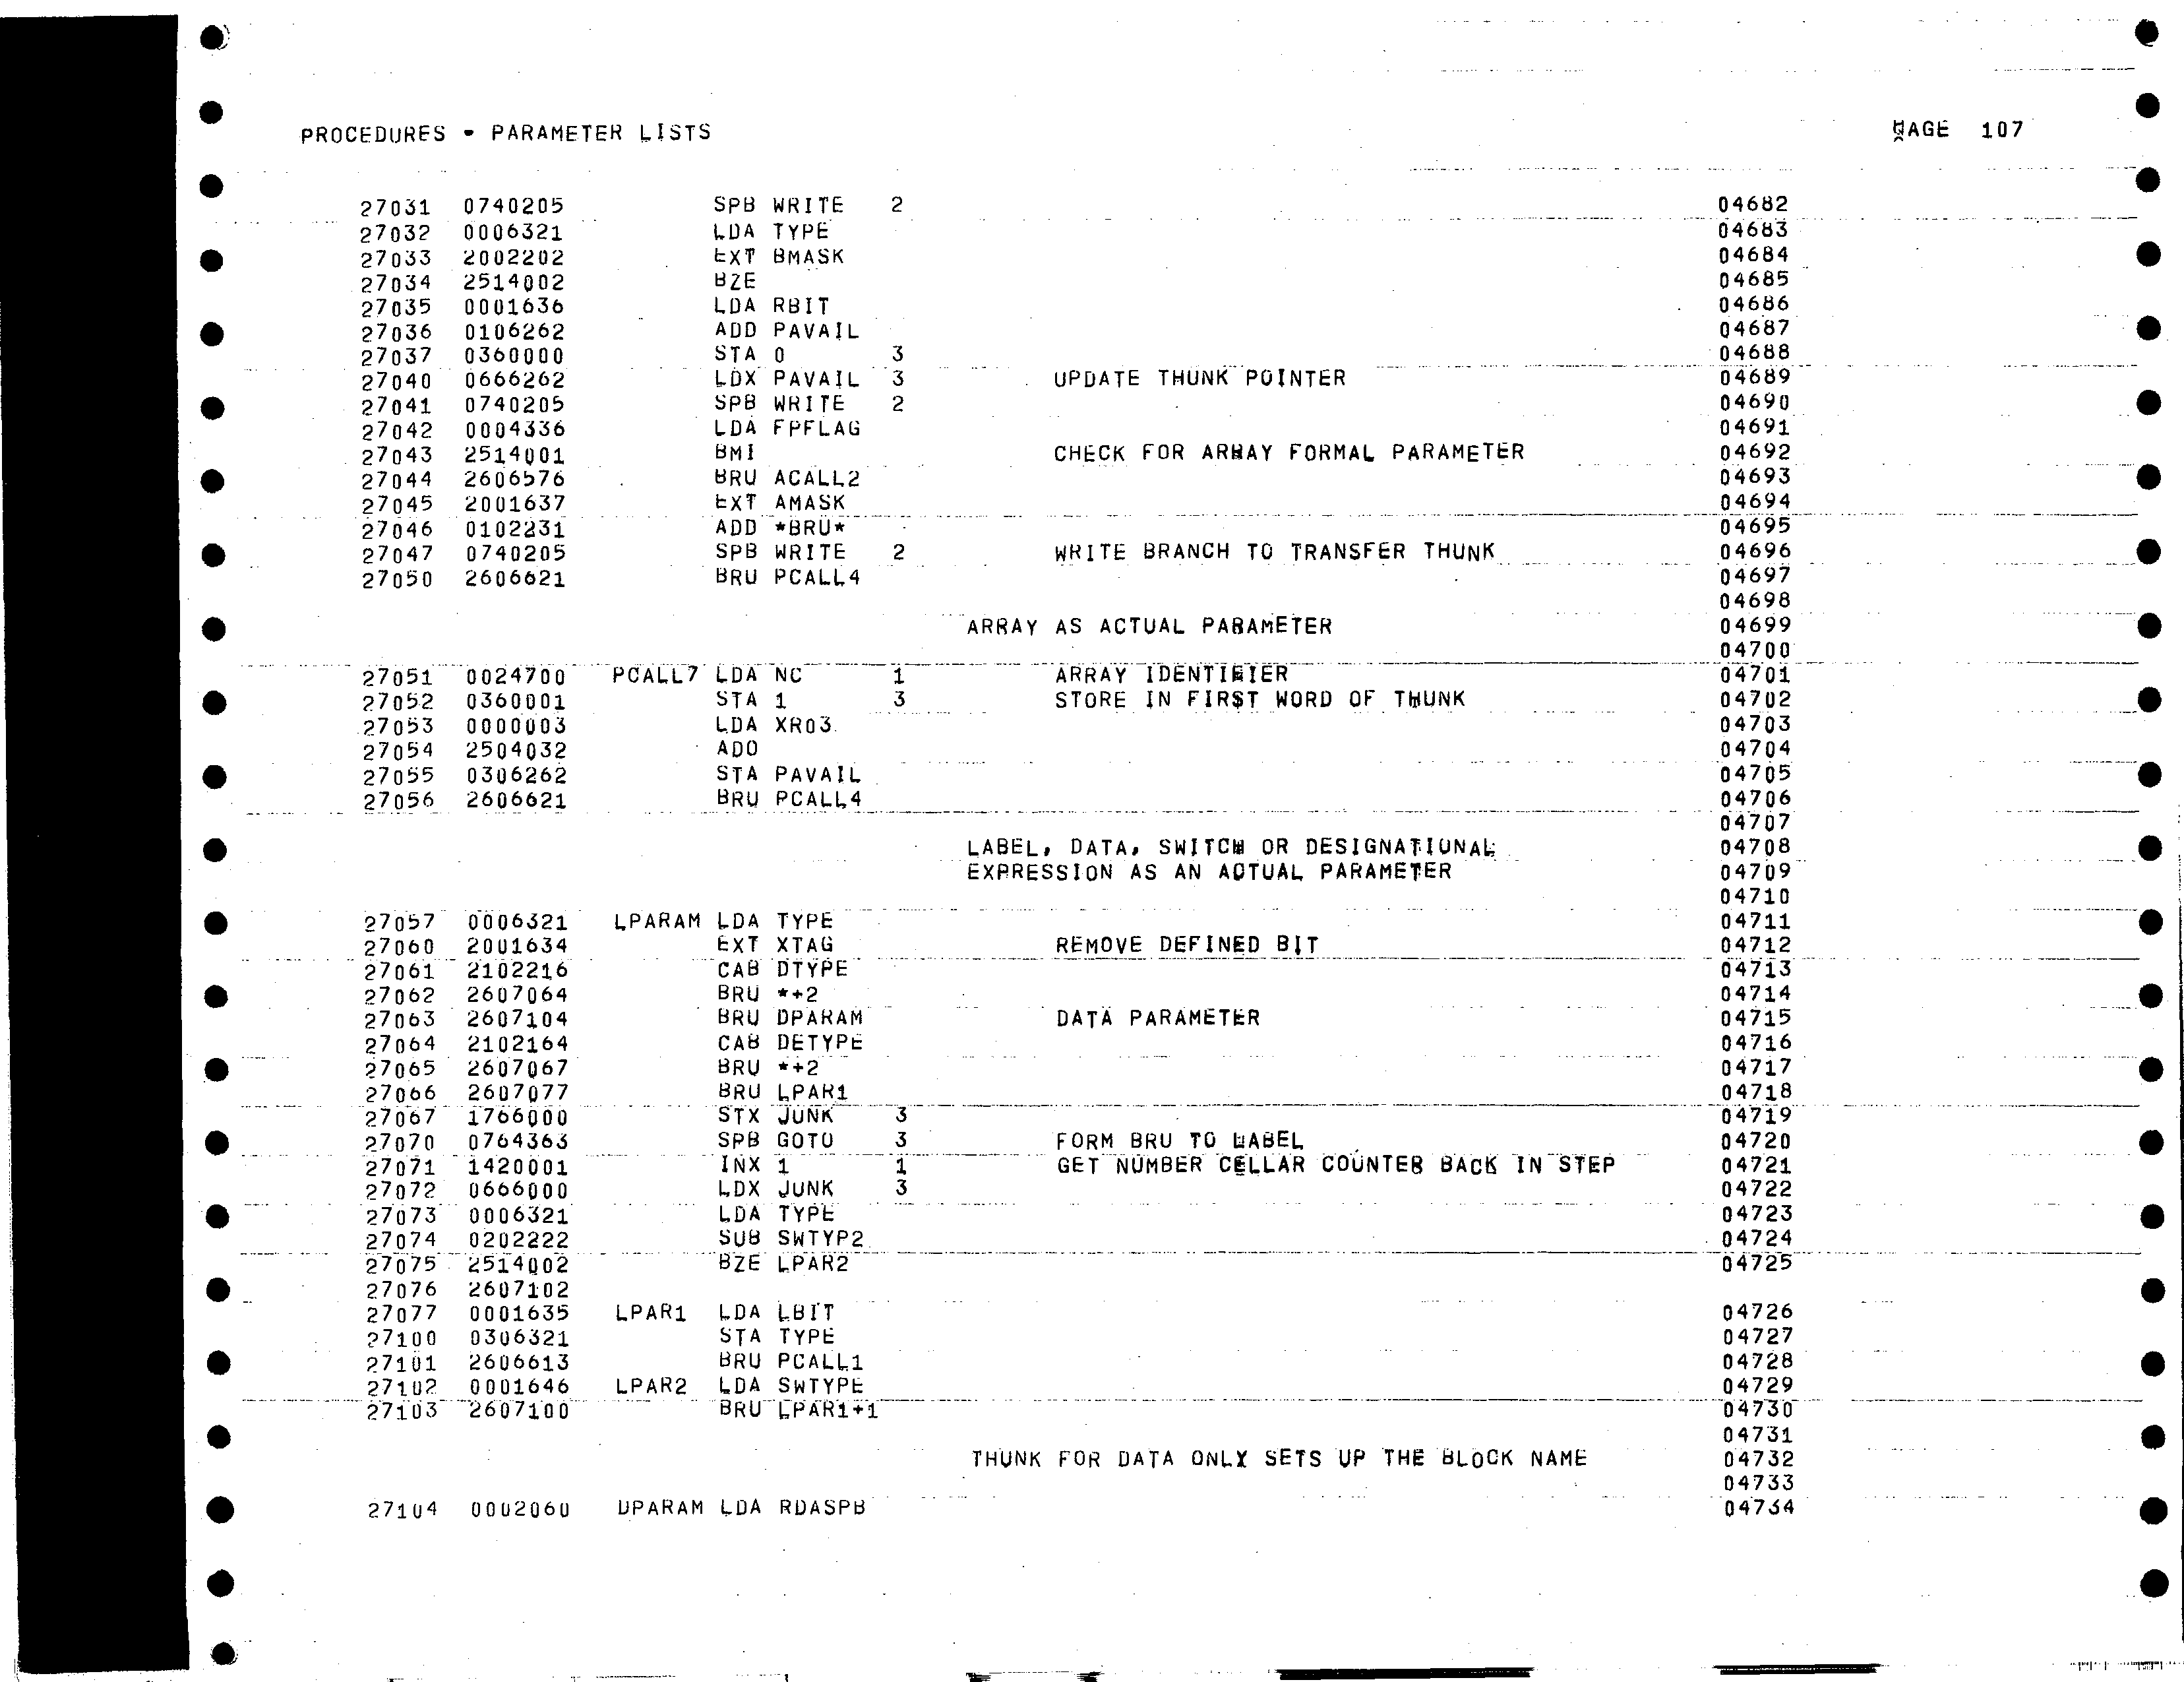 PROCEDURES - PARAMETER LISTS PAGE 107
27031 0740205 SPB WRITE 2 04682
27032 0006321 LDA TYPE 04683
27033 2002202 EXT BMASK 04684
27034 2514002 BZE 04685
27035 0001636 LDA RBIT 04686
27036 0106262 ADD PAVAIL 04687
27037 0360000 STA 0 3 04688
27040 0666262 LDX PAVAIL 3 UPDATE THUNK POINTER 04689
27041 0740205 SPB WRITE 2 04690
27042 0004336 LDA FPFLAG 04691
27043 2514001 BMI CHECK FOR ARRAY FORMAL PARAMETER 04692
27044 2606576 BRU ACALL2 04693
27045 2001637 EXT AMASK 04694
27046 0102231 ADD *BRU* 04695
27047 0740205 SPB WRITE 2 WRITE BRANCH TO TRANSFER THUNK 04696
27050 2606621 BRU PCALL4 04697
04698
ARRAY AS ACTUAL PARAMETER 04699
04700
27051 0024700 PCALL7 LDA NC 1 ARRAY IDENTIFIER 04701
27052 0360001 STA 1 3 STORE IN FIRST WORD OF THUNK 04702
27053 0000003 LDA XR03 04703
27054 2504032 ADO 04704
27055 0306262 STA PAVAIL 04705
27056 2606621 BRU PCALL4 04706
04707
LABEL, DATA, SWITCH OR DESIGNATIONAL 04708
EXPRESSION AS AN ACTUAL PARAMETER 04709
04710
27057 0006321 LPARAM LDA TYPE 04711
27060 2001634 EXT XTAG REMOVE DEFINED BIT 04712
27061 2102216 CAB DTYPE 04713
27062 2607064 BRU *+2 04714
27063 2607104 BRU DPARAM DATA PARAMETER 04715
27064 2102164 CAB DETYPE 04716
27065 2607067 BRU *+2 04717
27066 2607077 BRU LPAR1 04718
27067 1766000 STX JUNK 3 04719
27070 0764363 SPB GOTO 3 FORM BRU TO LABEL 04720
27071 1420001 INX 1 1 GET NUMBER CELLAR COUNTER BACK IN STEP 04721
27072 0666000 LDX JUNK 3 04722
27073 0006321 LDA TYPE 04723
27074 0202222 SUB SWTYP2 04724
27075 2514002 BZE LPAR2 04725
27076 2607102
27077 0001635 LPAR1 LDA LBIT 04726
27100 0306321 STA TYPE 04727
27101 2606613 BRU PCALL1 04728
27102 0001646 LPAR2 LDA SWTYPE 04729
27103 2607100 BRU LPAR1+1 04730
04731
THUNK FOR DATA ONLY SETS UP THE BLOCK NAME 04732
04733
27104 0002060 DPARAM LDA RDASPB 04734